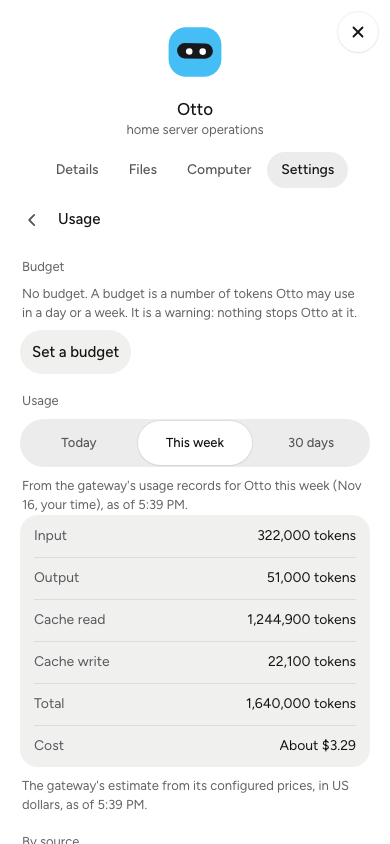 Otto
home server operations
Details Files Computer Settings
Usage
Budget
No budget. A budget is a number of tokens Otto may use
in a day or a week. It is a warning: nothing stops Otto at it.
Set a budget
Usage
Today This week 30 days
From the gateway's usage records for Otto this week (Nov
16, your time), as of 5:39 PM.
Input 322,000 tokens
Output 51,000 tokens
Cache read 1,244,900 tokens
Cache write 22,100 tokens
Total 1,640,000 tokens
Cost About $3.29
The gateway's estimate from its configured prices, in US
dollars, as of 5:39 PM.
By source